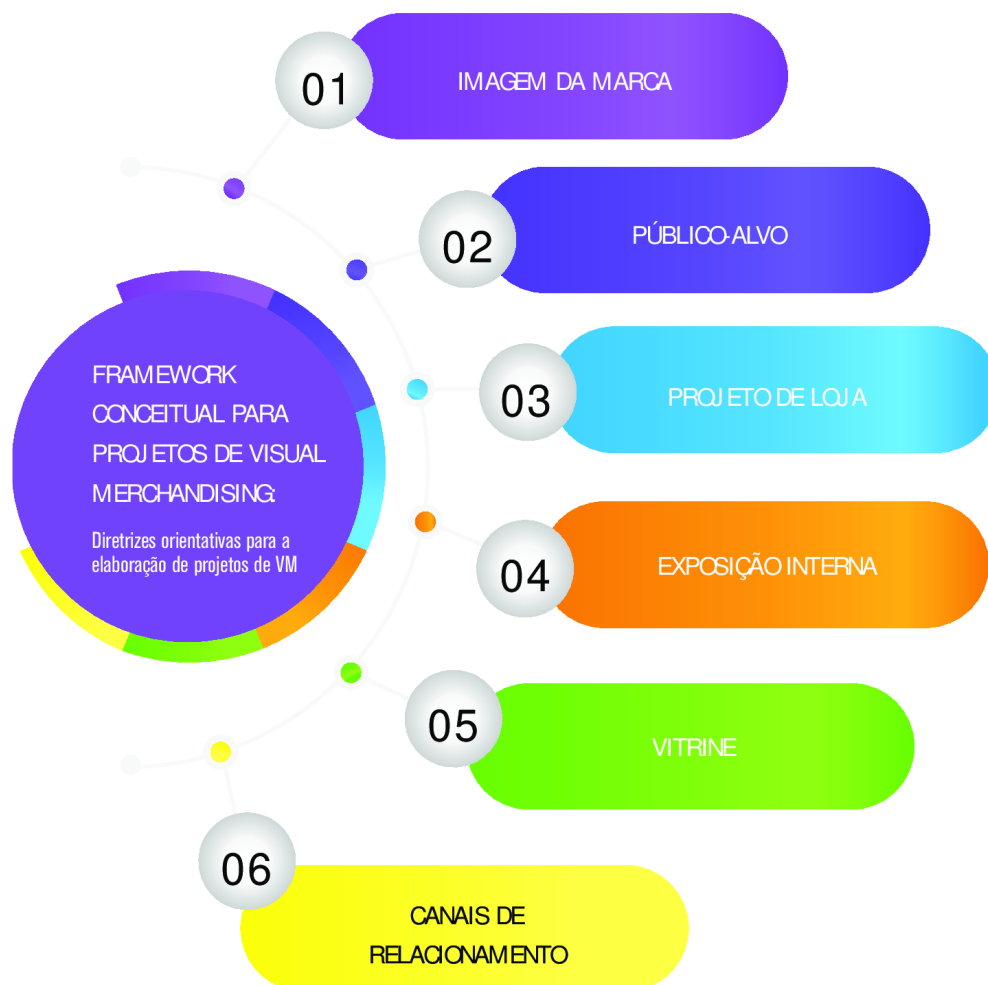 01
IMAGEM DA MARCA
02
PÚBLICO-ALVO
FRAMEWORK
CONCEITUAL PARA
PROJETOS DE VISUAL
MERCHANDISING:
Diretrizes orientativas para a
elaboração de projetos de VM
03
PROJETO DE LOJA
04
EXPOSIÇÃO INTERNA
05
VITRINE
06
CANAIS DE
RELACIONAMENTO